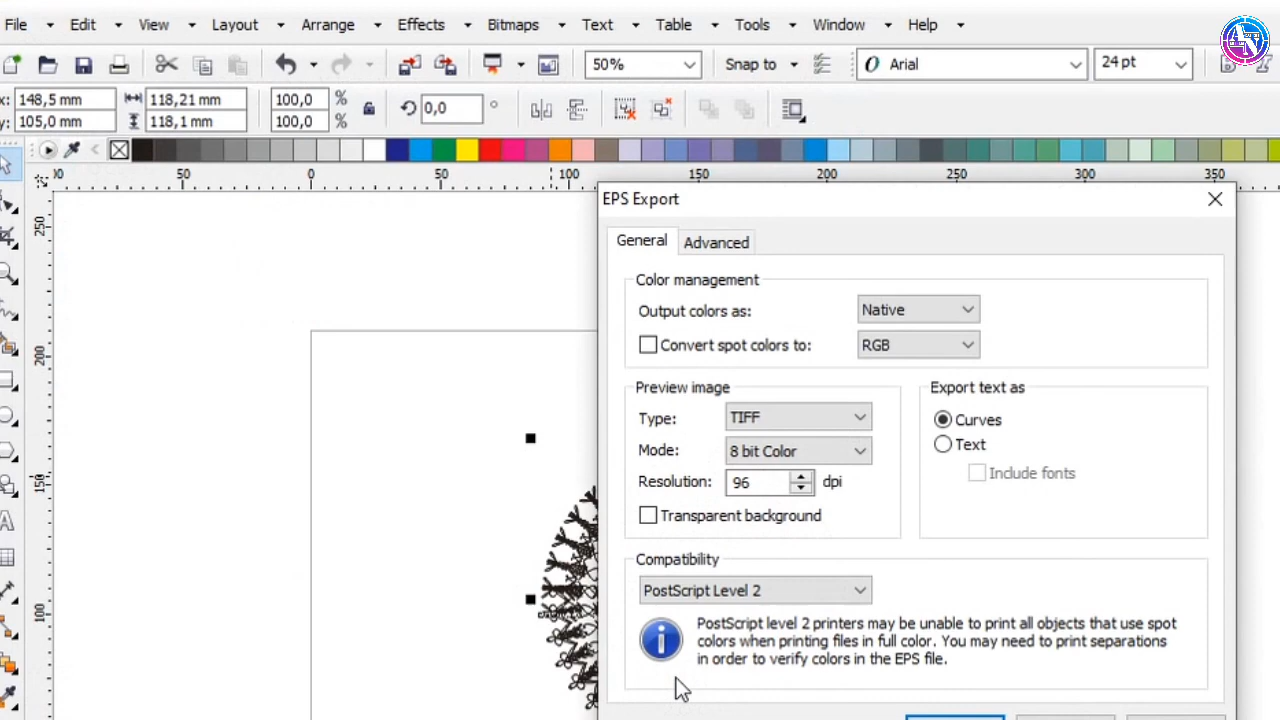 File Edit View Layout Arrange Effects Bitmaps Text Table Tools Window Help
50% Snap to Arial 24 pt
x: 148,5 mm 118,21 mm 100,0 % 0,0 °
y: 105,0 mm 118,1 mm 100,0 %
50 0 50 100 150 200 250 300 350
250
200
150
100
EPS Export
General Advanced
Color management
Output colors as: Native
Convert spot colors to: RGB
Preview image
Type: TIFF
Mode: 8 bit Color
Resolution: 96 dpi
Transparent background
Export text as
Curves
Text
Include fonts
Compatibility
PostScript Level 2
PostScript level 2 printers may be unable to print all objects that use spot
colors when printing files in full color. You may need to print separations
in order to verify colors in the EPS file.